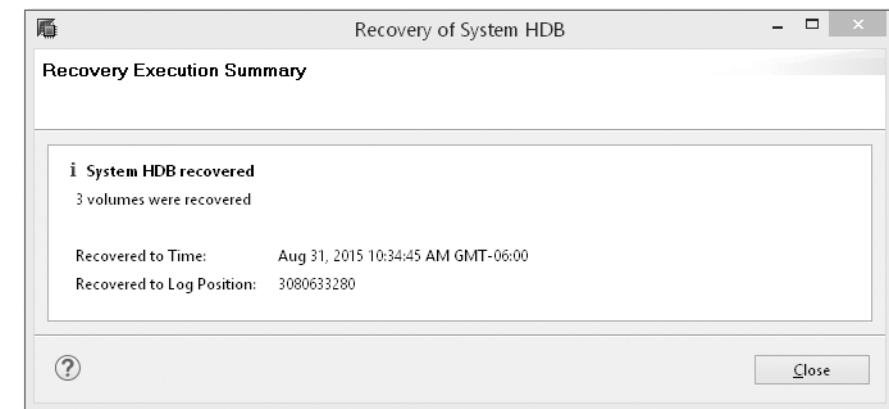 Recovery of System HDB
Recovery Execution Summary
i System HDB recovered
3 volumes were recovered
Recovered to Time: Aug 31, 2015 10:34:45 AM GMT-06:00
Recovered to Log Position: 3080633280
? Close